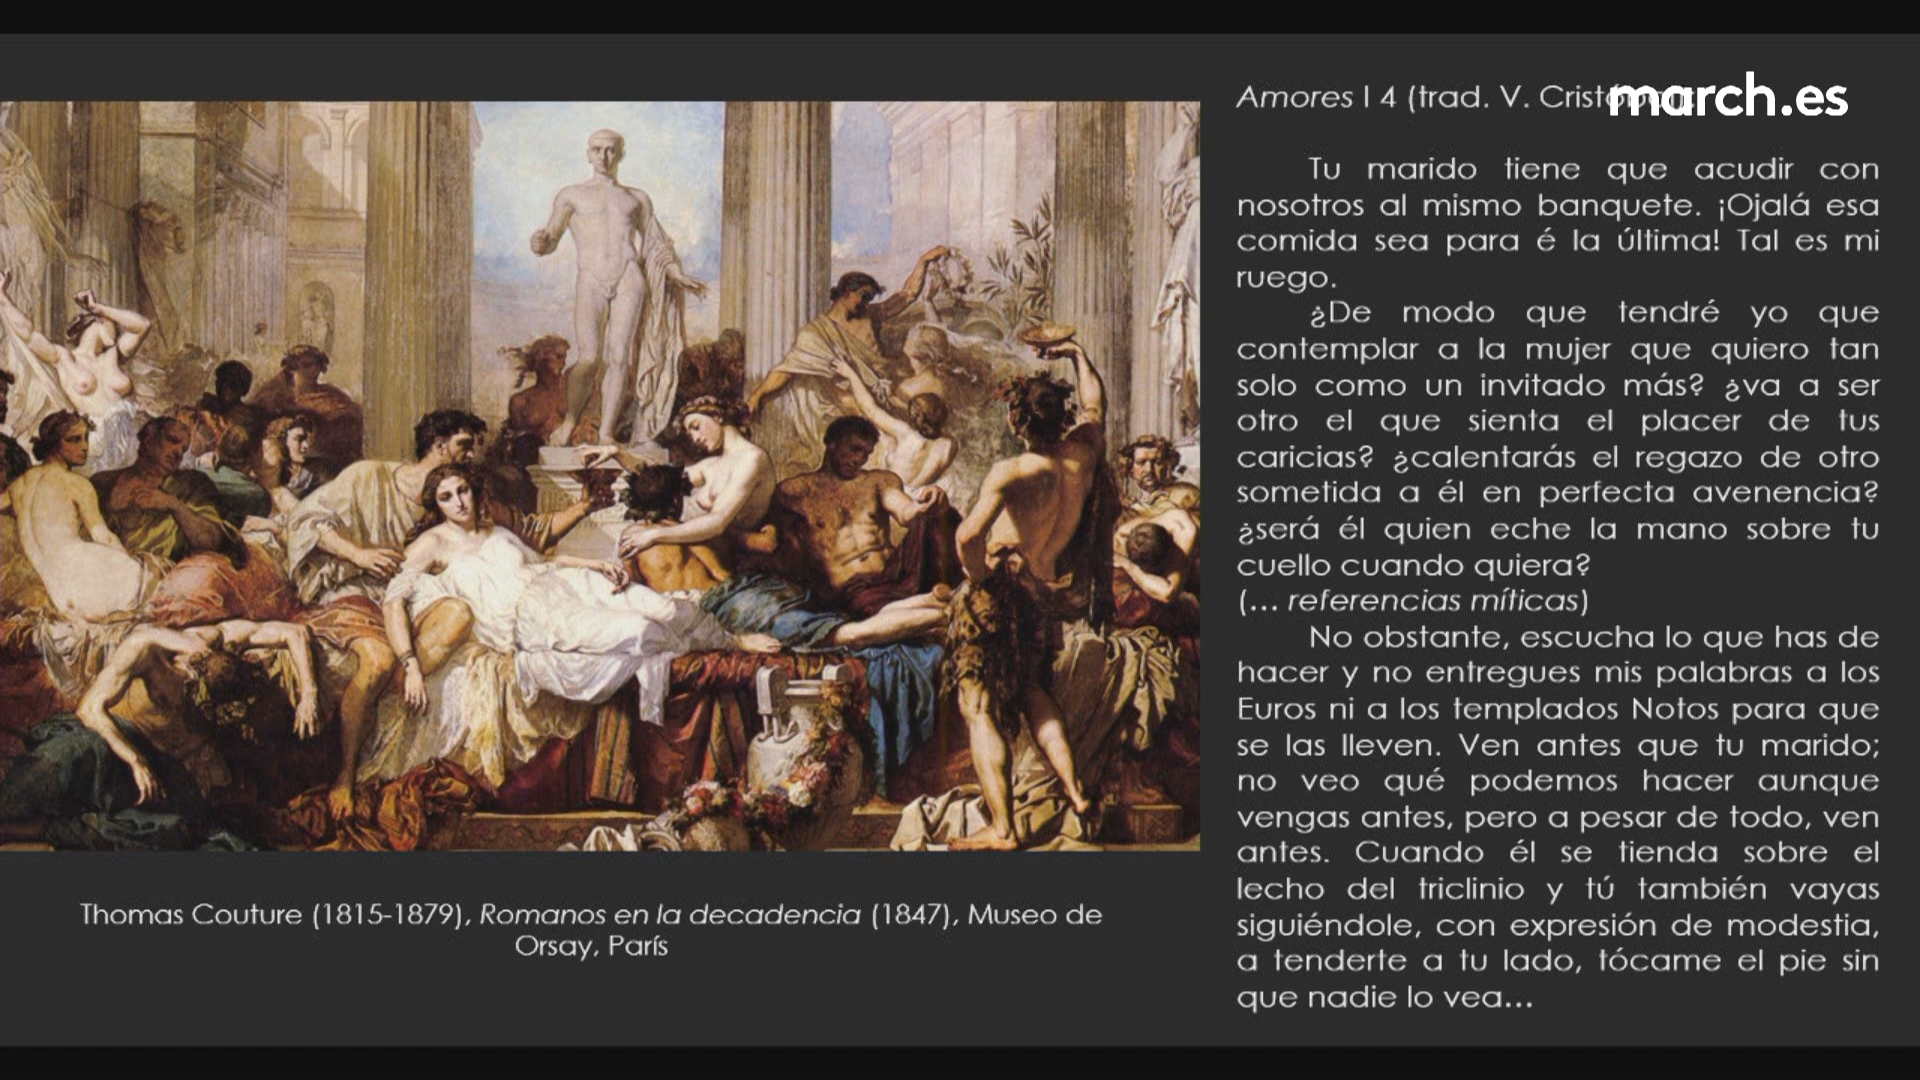 Amores I 4 (trad. V.
march.es
Tu marido tiene que acudir con
nosotros al mismo banquete. ¡Ojalá esa
comida sea para é la última! Tal es mi
ruego.
¿De modo que tendré yo que
contemplar a la mujer que quiero tan
solo como un invitado más? ¿va a ser
otro el que sienta el placer de tus
caricias? ¿calentarás el regazo de otro
sometida a él en perfecta avenencia?
¿será él quien eche la mano sobre tu
cuello cuando quiera?
(... referencias míticas)
No obstante, escucha lo que has de
hacer y no entregues mis palabras a los
Euros ni a los templados Notos para que
se las lleven. Ven antes que tu marido;
no veo qué podemos hacer aunque
vengas antes, pero a pesar de todo, ven
antes. Cuando él se tienda sobre el
lecho del triclinio y tú también vayas
siguiéndole, con expresión de modestia,
a tenderte a tu lado, tócame el pie sin
que nadie lo vea...
Thomas Couture (1815-1879), Romanos en la decadencia (1847), Museo de
Orsay, París